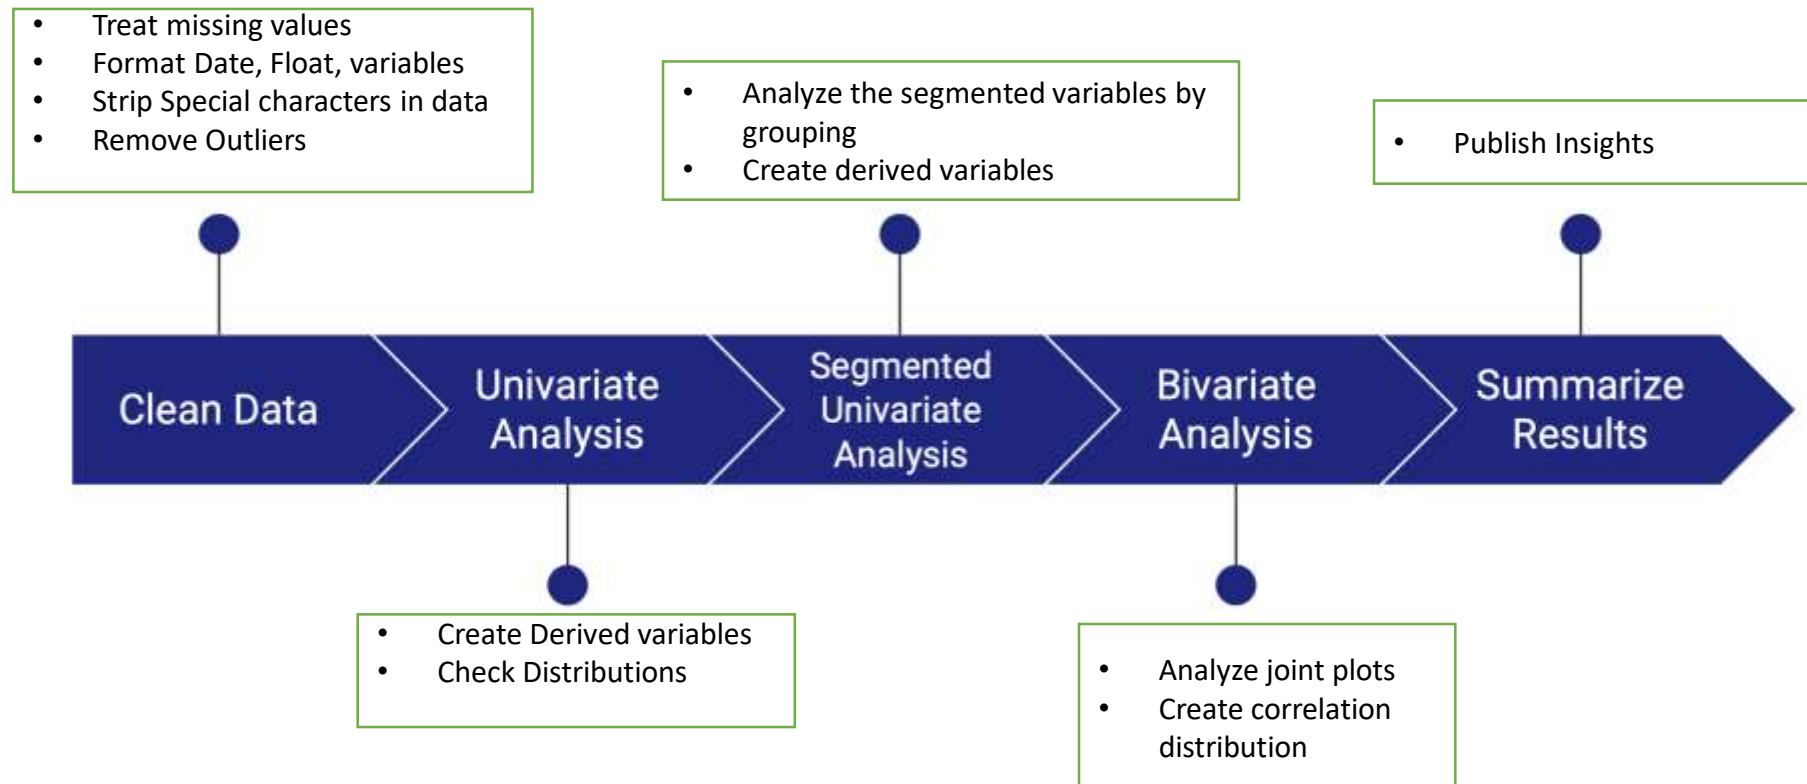 • Treat missing values
• Format Date, Float, variables
• Strip Special characters in data
• Remove Outliers
• Analyze the segmented variables by
grouping
• Create derived variables
• Publish Insights
Clean Data
Univariate
Analysis
Segmented
Univariate
Analysis
Bivariate
Analysis
Summarize
Results
• Create Derived variables
• Check Distributions
• Analyze joint plots
• Create correlation
distribution